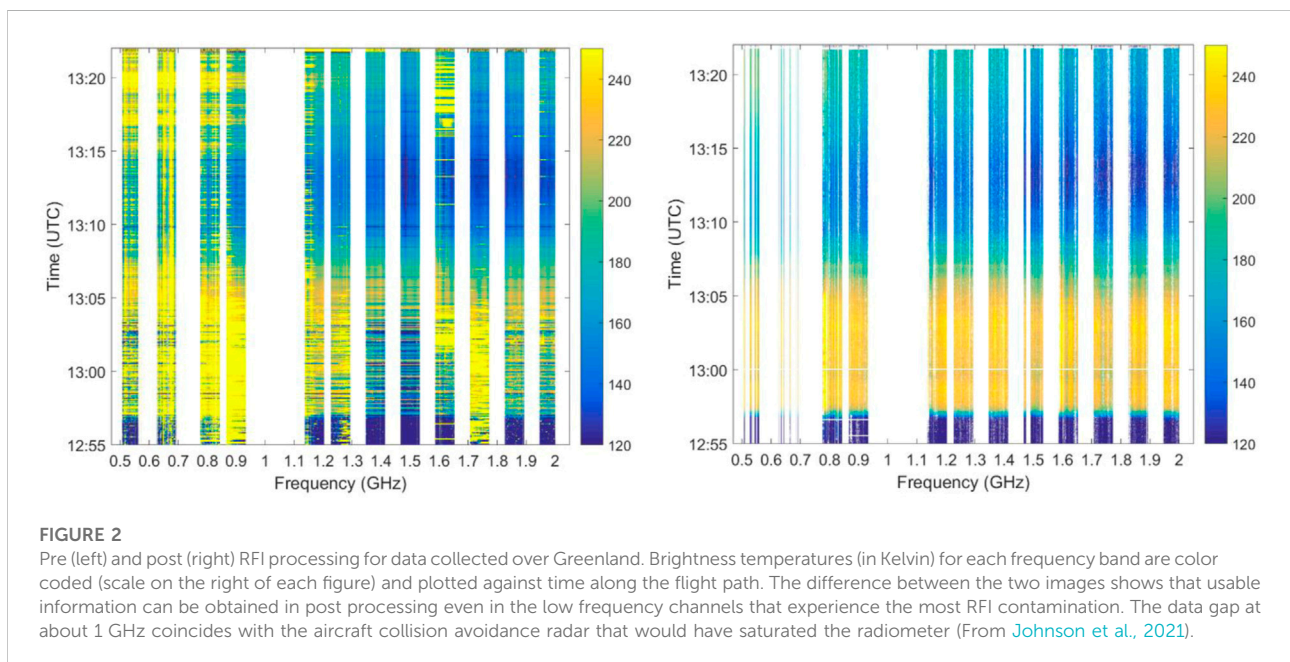 13:20
13:15
13:10
13:05
13:00
12:55
Time (UTC)
0.5 0.6 0.7 0.8 0.9 1 1.1 1.2 1.3 1.4 1.5 1.6 1.7 1.8 1.9 2
Frequency (GHz)
240
220
200
180
160
140
120
13:20
13:15
13:10
13:05
13:00
12:55
Time (UTC)
0.5 0.6 0.7 0.8 0.9 1 1.1 1.2 1.3 1.4 1.5 1.6 1.7 1.8 1.9 2
Frequency (GHz)
240
220
200
180
160
140
120
FIGURE 2
Pre (left) and post (right) RFI processing for data collected over Greenland. Brightness temperatures (in Kelvin) for each frequency band are color
coded (scale on the right of each figure) and plotted against time along the flight path. The difference between the two images shows that usable
information can be obtained in post processing even in the low frequency channels that experience the most RFI contamination. The data gap at
about 1 GHz coincides with the aircraft collision avoidance radar that would have saturated the radiometer (From Johnson et al., 2021).